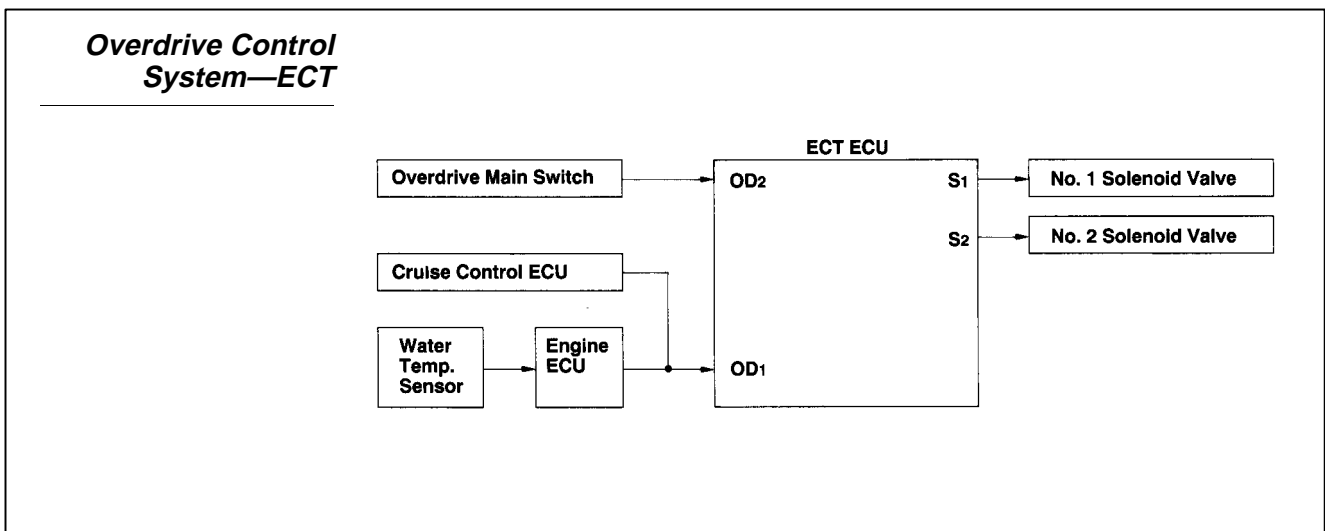 Overdrive Control
System—ECT
ECT ECU
Overdrive Main Switch
OD2
S1
No. 1 Solenoid Valve
S2
No. 2 Solenoid Valve
Cruise Control ECU
Water
Temp.
Sensor
Engine
ECU
OD1